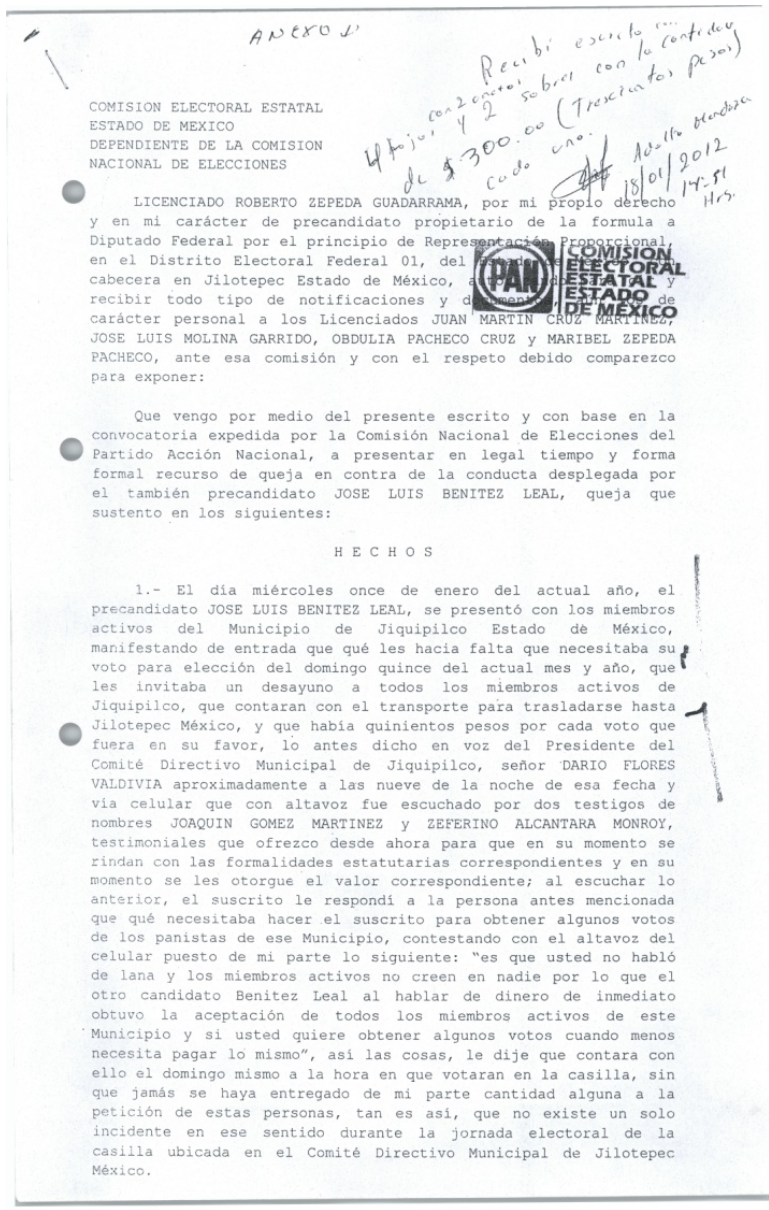 ANEXO 1
Recibí escrito
con 2 anexos
4 fojas y 2 sobres con la cantidad
de $300.00 (Trescientos pesos)
cada uno.
Adolfo Mendoza
18/01/2012
14:51
Hrs.
COMISION ELECTORAL ESTATAL
ESTADO DE MEXICO
DEPENDIENTE DE LA COMISION
NACIONAL DE ELECCIONES
LICENCIADO ROBERTO ZEPEDA GUADARRAMA, por mi propio derecho
y en mi carácter de precandidato propietario de la formula a
Diputado Federal por el principio de Representación Proporcional,
en el Distrito Electoral Federal 01, del Estado de
cabecera en Jilotepec Estado de México, y
recibir todo tipo de notificaciones y documentos, de
carácter personal a los Licenciados JUAN MARTIN CRUZ MARTINEZ,
JOSE LUIS MOLINA GARRIDO, OBDULIA PACHECO CRUZ y MARIBEL ZEPEDA
PACHECO, ante esa comisión y con el respeto debido comparezco
para exponer:
PAN
COMISION
ELECTORAL
ESTATAL
ESTADO
DE MÉXICO
Que vengo por medio del presente escrito y con base en la
convocatoria expedida por la Comisión Nacional de Elecciones del
Partido Acción Nacional, a presentar en legal tiempo y forma
formal recurso de queja en contra de la conducta desplegada por
el también precandidato JOSE LUIS BENITEZ LEAL, queja que
sustento en los siguientes:
H E C H O S
1.- El día miércoles once de enero del actual año, el
precandidato JOSE LUIS BENITEZ LEAL, se presentó con los miembros
activos del Municipio de Jiquipilco Estado de México,
manifestando de entrada que qué les hacia falta que necesitaba su
voto para elección del domingo quince del actual mes y año, que
les invitaba un desayuno a todos los miembros activos de
Jiquipilco, que contaran con el transporte para trasladarse hasta
Jilotepec México, y que había quinientos pesos por cada voto que
fuera en su favor, lo antes dicho en voz del Presidente del
Comité Directivo Municipal de Jiquipilco, señor DARIO FLORES
VALDIVIA aproximadamente a las nueve de la noche de esa fecha y
vía celular que con altavoz fue escuchado por dos testigos de
nombres JOAQUIN GOMEZ MARTINEZ y ZEFERINO ALCANTARA MONROY,
testimoniales que ofrezco desde ahora para que en su momento se
rindan con las formalidades estatutarias correspondientes y en su
momento se les otorgue el valor correspondiente; al escuchar lo
anterior, el suscrito le respondí a la persona antes mencionada
que qué necesitaba hacer el suscrito para obtener algunos votos
de los panistas de ese Municipio, contestando con el altavoz del
celular puesto de mi parte lo siguiente: "es que usted no habló
de lana y los miembros activos no creen en nadie por lo que el
otro candidato Benitez Leal al hablar de dinero de inmediato
obtuvo la aceptación de todos los miembros activos de este
Municipio y si usted quiere obtener algunos votos cuando menos
necesita pagar lo mismo", así las cosas, le dije que contara con
ello el domingo mismo a la hora en que votaran en la casilla, sin
que jamás se haya entregado de mi parte cantidad alguna a la
petición de estas personas, tan es así, que no existe un solo
incidente en ese sentido durante la jornada electoral de la
casilla ubicada en el Comité Directivo Municipal de Jilotepec
México.